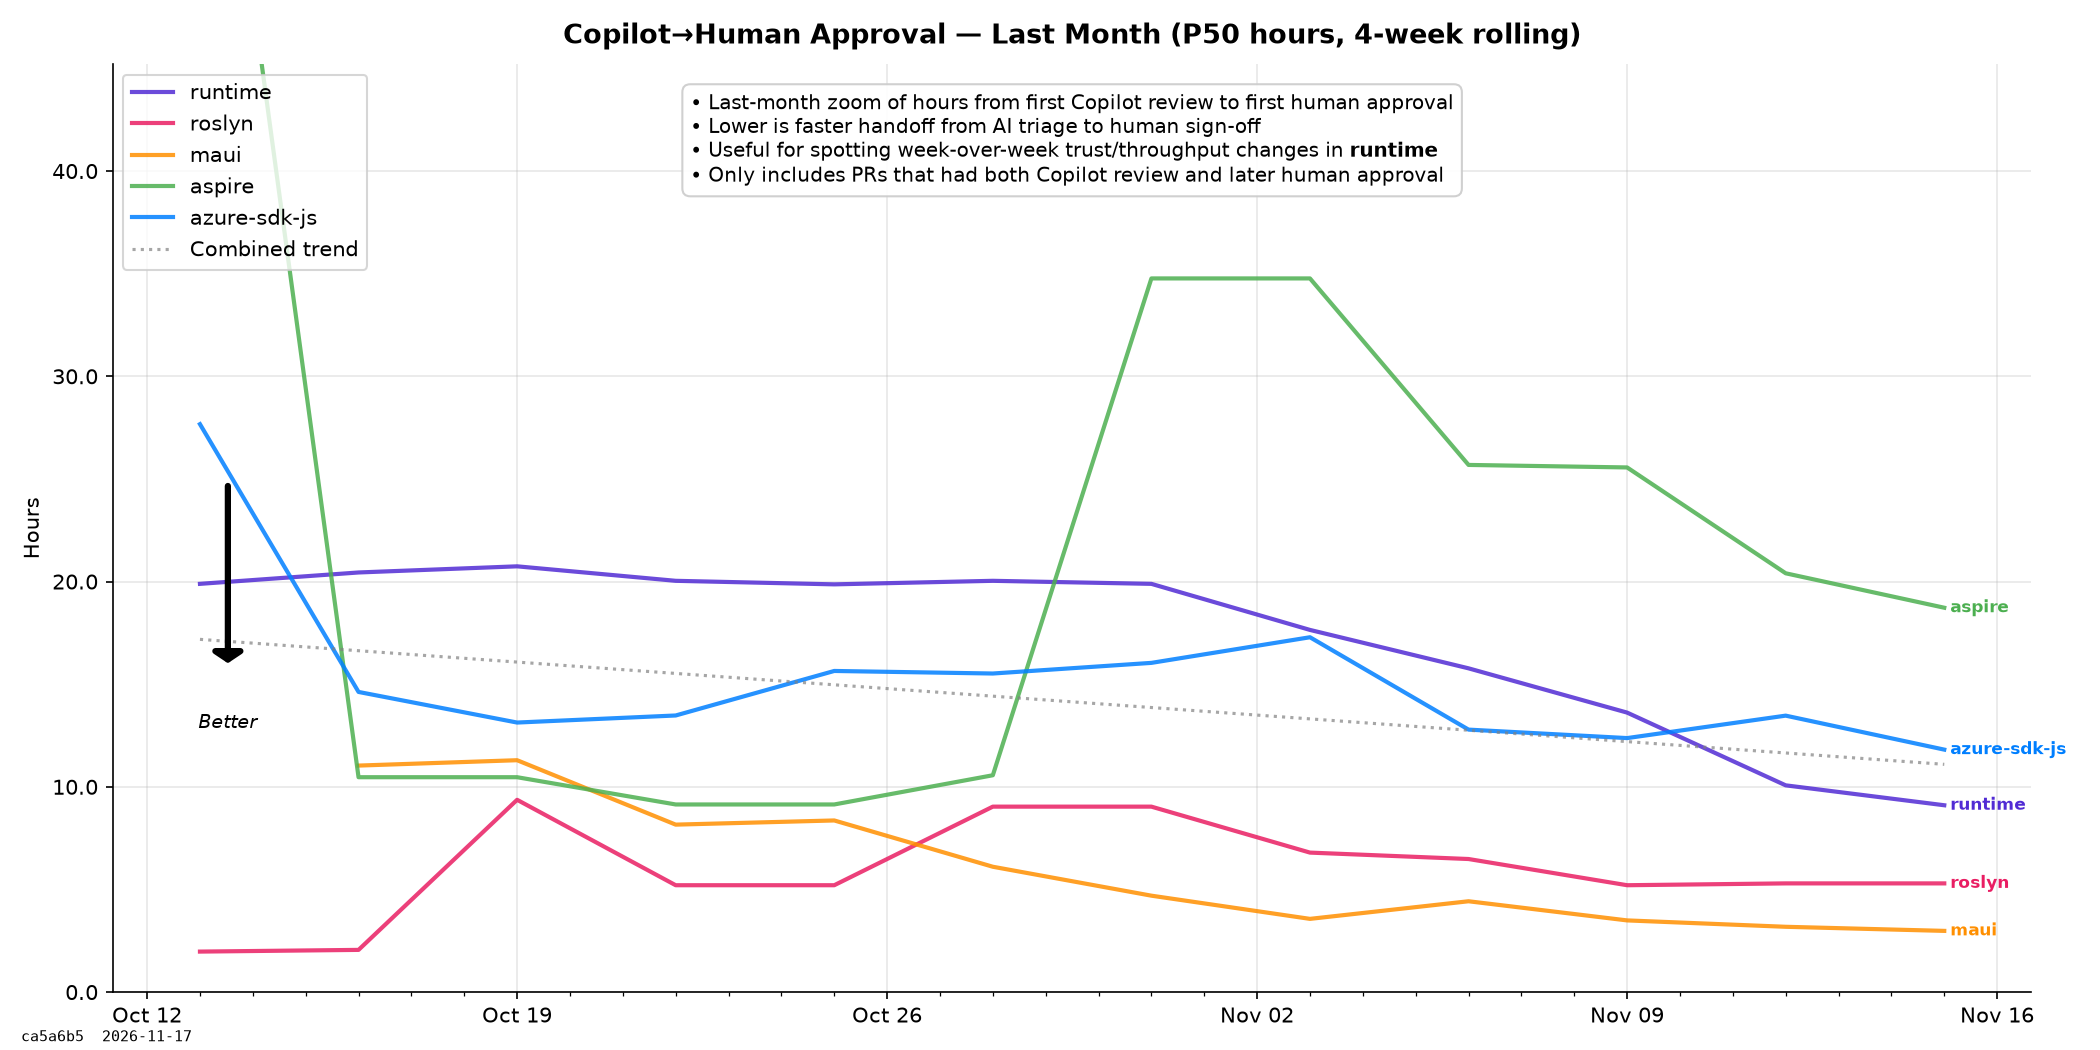 Copilot→Human Approval — Last Month (P50 hours, 4-week rolling)
runtime
roslyn
maui
aspire
azure-sdk-js
Combined trend
• Last-month zoom of hours from first Copilot review to first human approval
• Lower is faster handoff from AI triage to human sign-off
• Useful for spotting week-over-week trust/throughput changes in runtime
• Only includes PRs that had both Copilot review and later human approval
Hours
40.0
30.0
20.0
10.0
0.0
Better
aspire
azure-sdk-js
runtime
roslyn
maui
Oct 12
Oct 19
Oct 26
Nov 02
Nov 09
Nov 16
ca5a6b5 2026-11-17